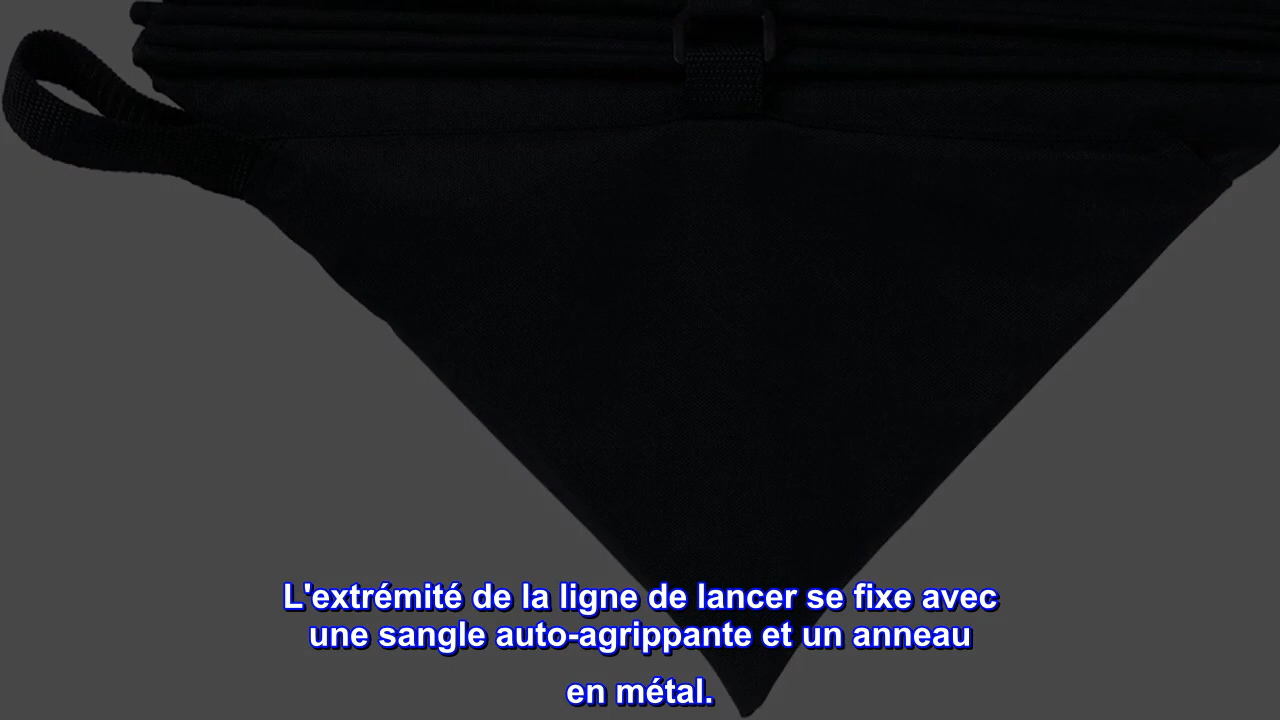 L'extrémité de la ligne de lancer se fixe avec
une sangle auto-agrippante et un anneau
en métal.